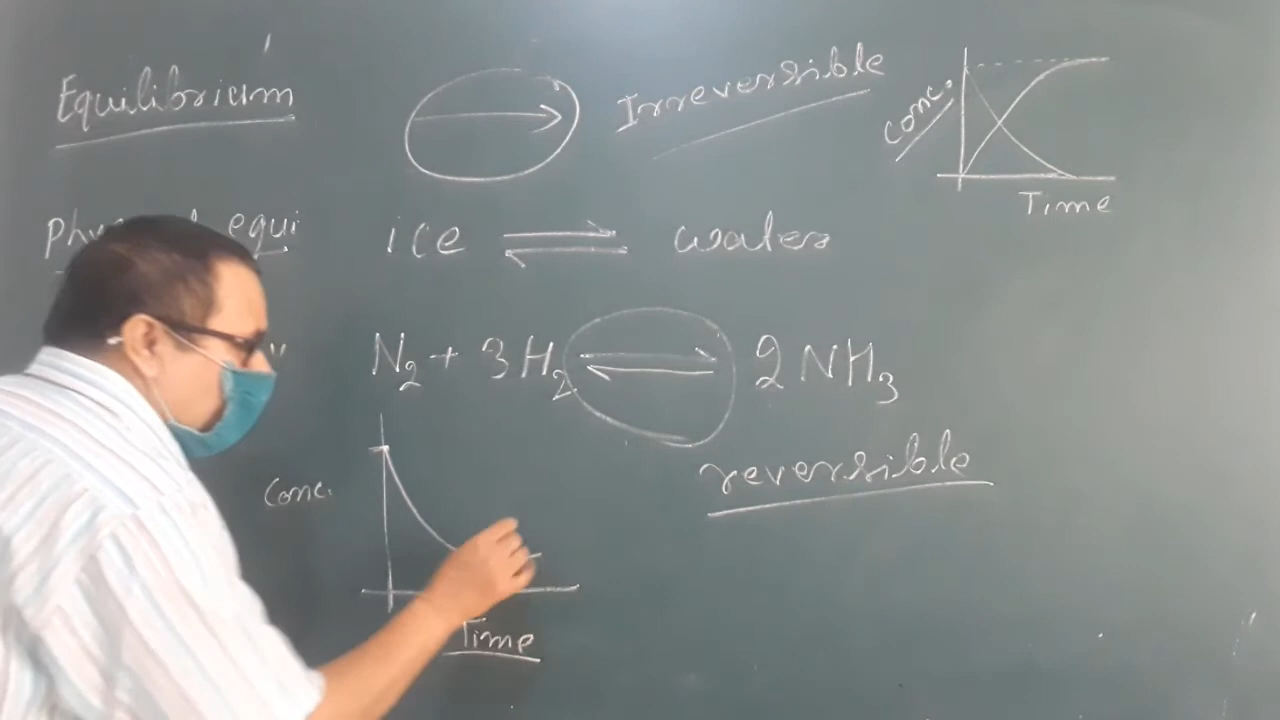 Equilibrium
Irreversible
Conc.
Time
equi
ice ⇌ water
N₂ + 3H₂ ⇌ 2NH₃
reversible
Conc.
Time